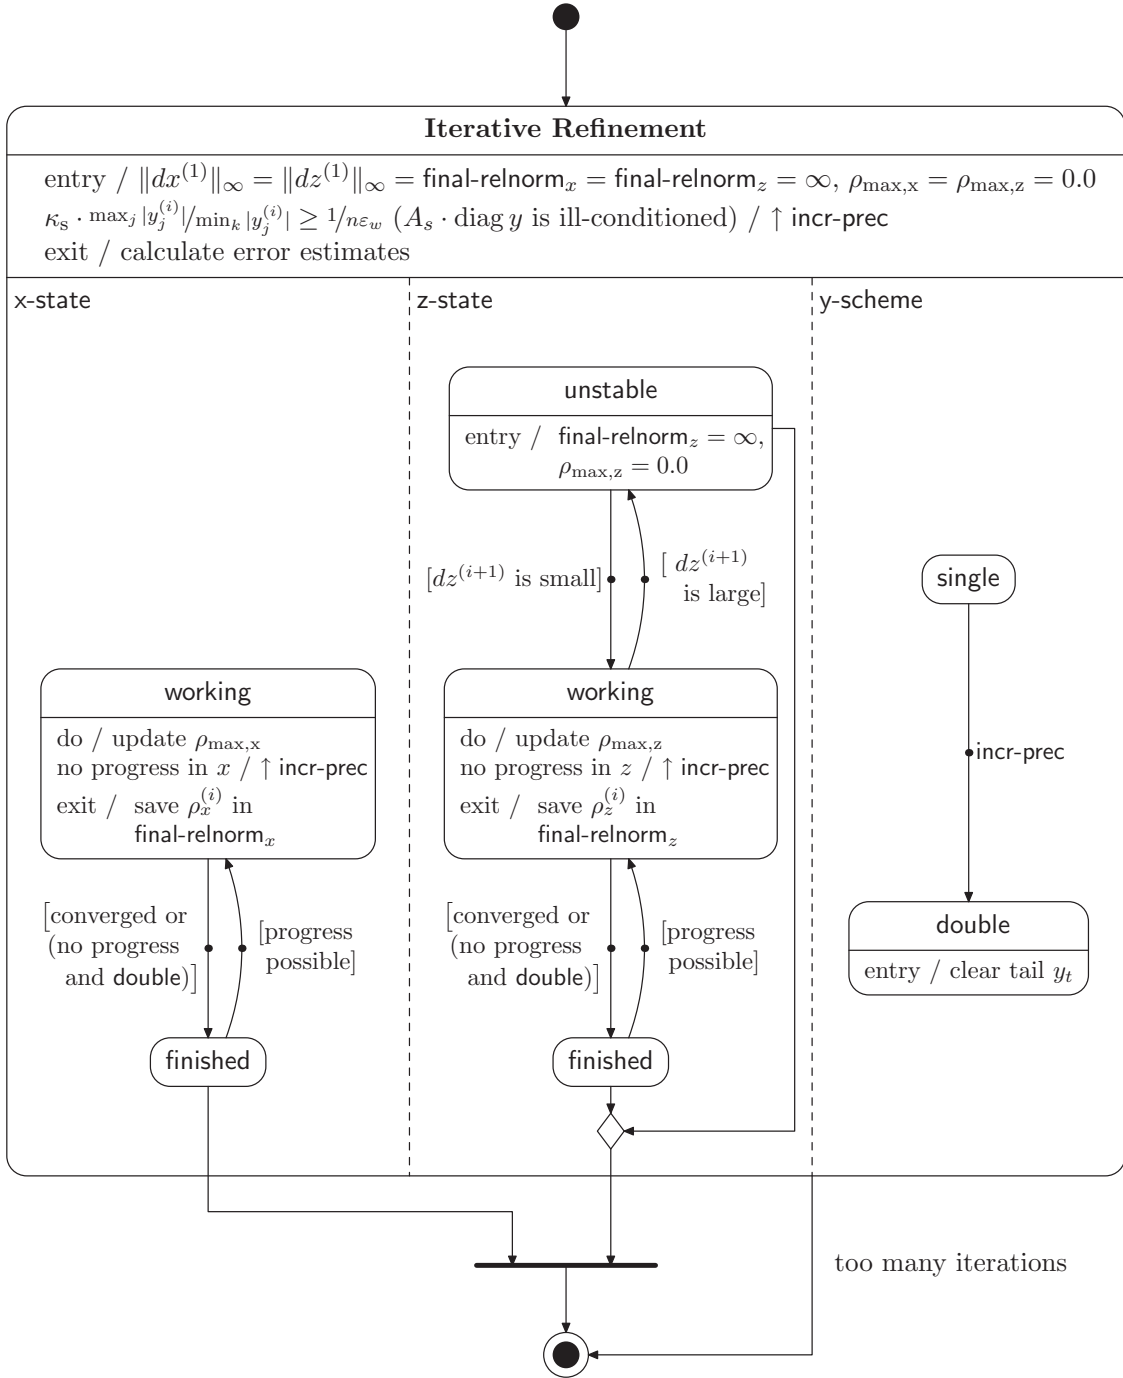 Iterative Refinement
entry / ‖dx⁽¹⁾‖∞ = ‖dz⁽¹⁾‖∞ = final-relnormₓ = final-relnorm_z = ∞, ρ_max,x = ρ_max,z = 0.0
κ_s · max_j |y_j⁽ⁱ⁾|/min_k |y_j⁽ⁱ⁾| ≥ 1/nε_w (A_s · diag y is ill-conditioned) / ↑ incr-prec
exit / calculate error estimates
x-state
z-state
y-scheme
unstable
entry / final-relnorm_z = ∞,
ρ_max,z = 0.0
[dz⁽ⁱ⁺¹⁾ is small]
[ dz⁽ⁱ⁺¹⁾
is large]
single
working
do / update ρ_max,x
no progress in x / ↑ incr-prec
exit / save ρₓ⁽ⁱ⁾ in
final-relnormₓ
working
do / update ρ_max,z
no progress in z / ↑ incr-prec
exit / save ρ_z⁽ⁱ⁾ in
final-relnorm_z
incr-prec
[converged or
(no progress
and double)]
[progress
possible]
[converged or
(no progress
and double)]
[progress
possible]
double
entry / clear tail y_t
finished
finished
too many iterations